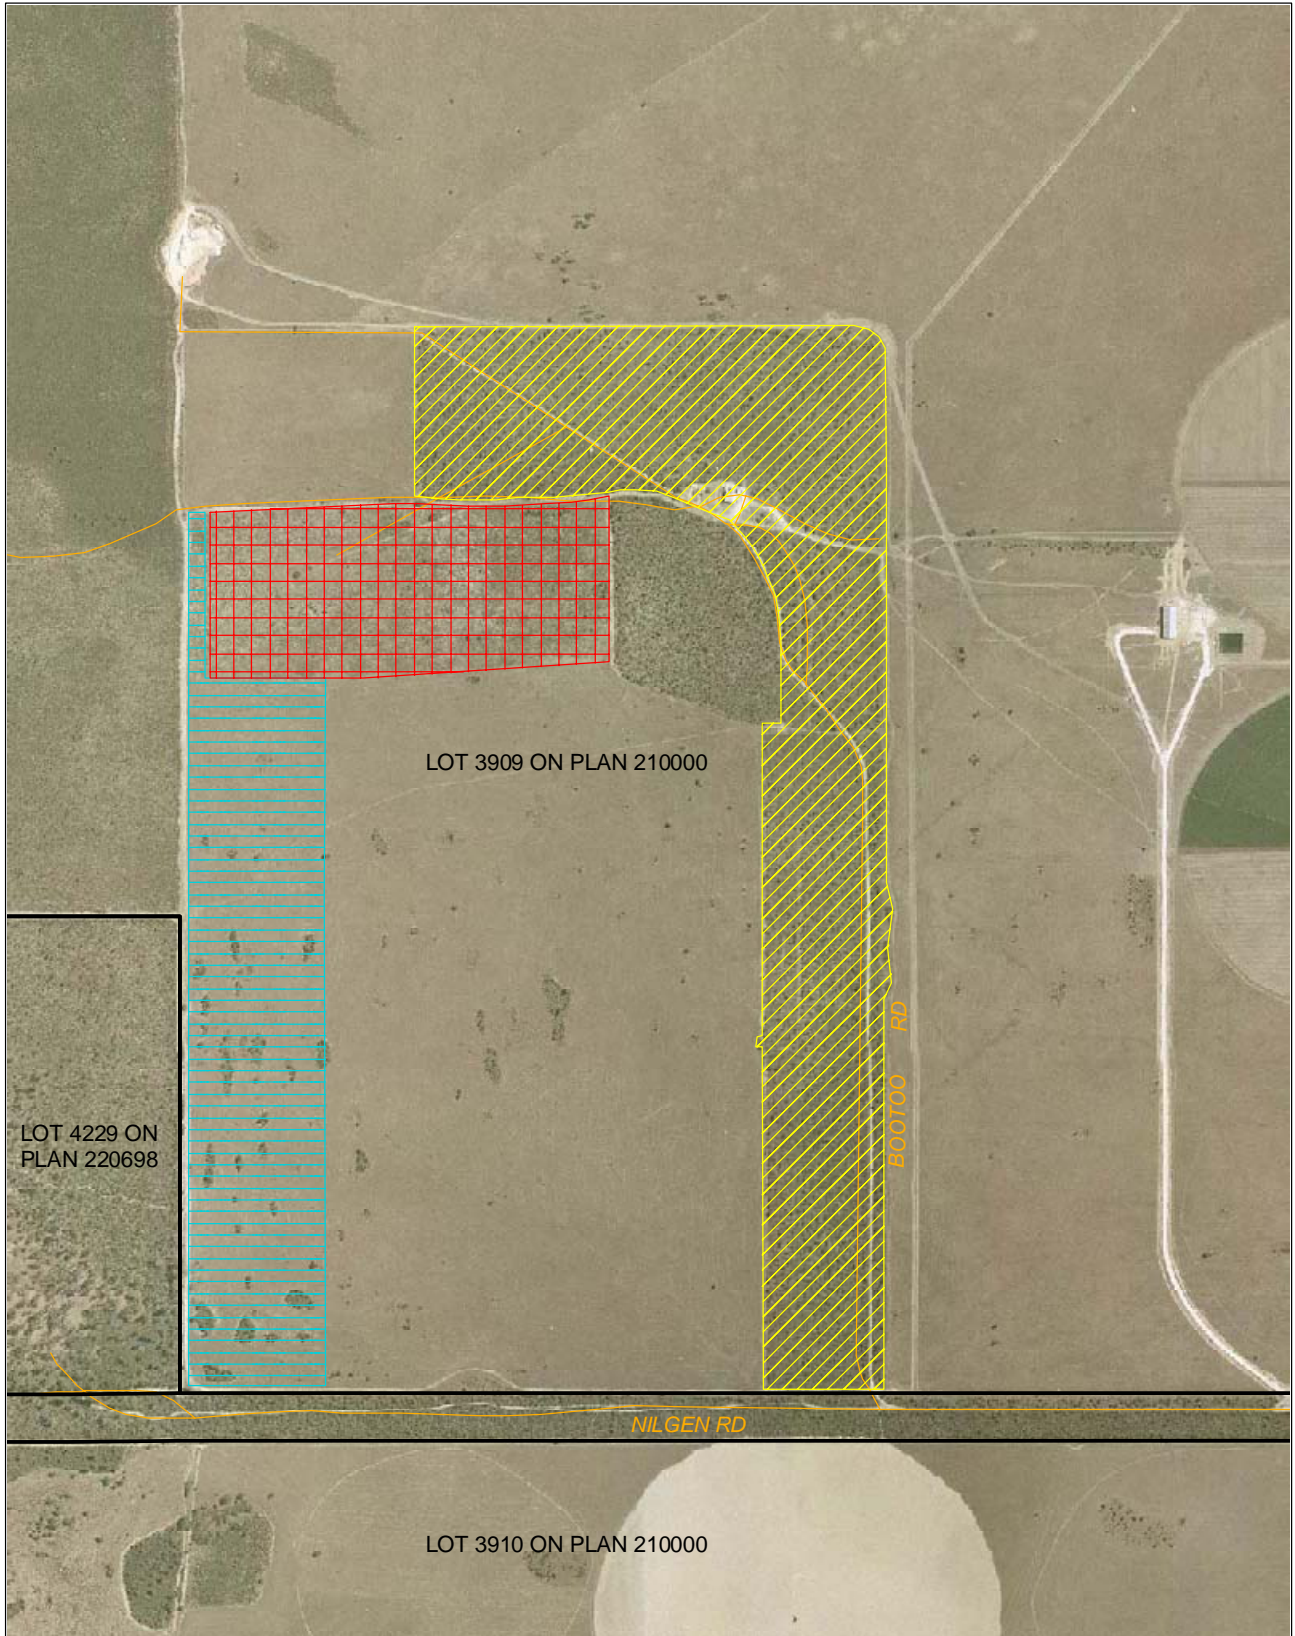 LOT 3909 ON PLAN 210000
BOOTOO RD
LOT 4229 ON
PLAN 220698
NILGEN RD
LOT 3910 ON PLAN 210000